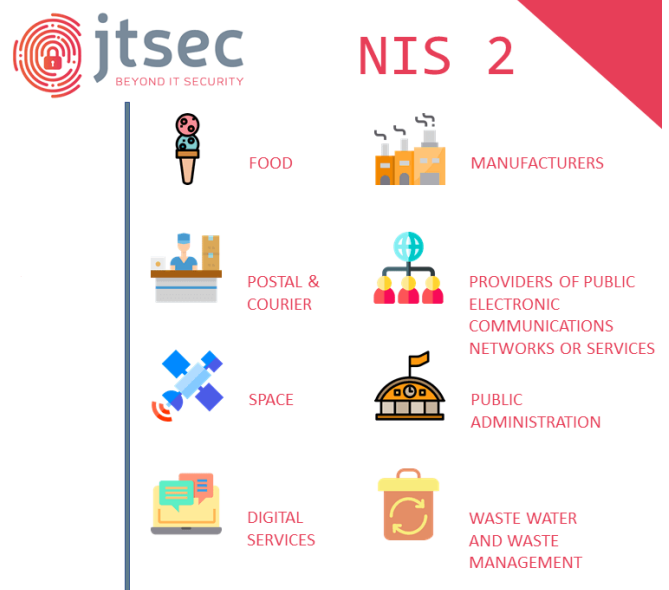 jtsec
BEYOND IT SECURITY
NIS 2
FOOD
MANUFACTURERS
POSTAL &
COURIER
PROVIDERS OF PUBLIC
ELECTRONIC
COMMUNICATIONS
NETWORKS OR SERVICES
SPACE
PUBLIC
ADMINISTRATION
DIGITAL
SERVICES
WASTE WATER
AND WASTE
MANAGEMENT